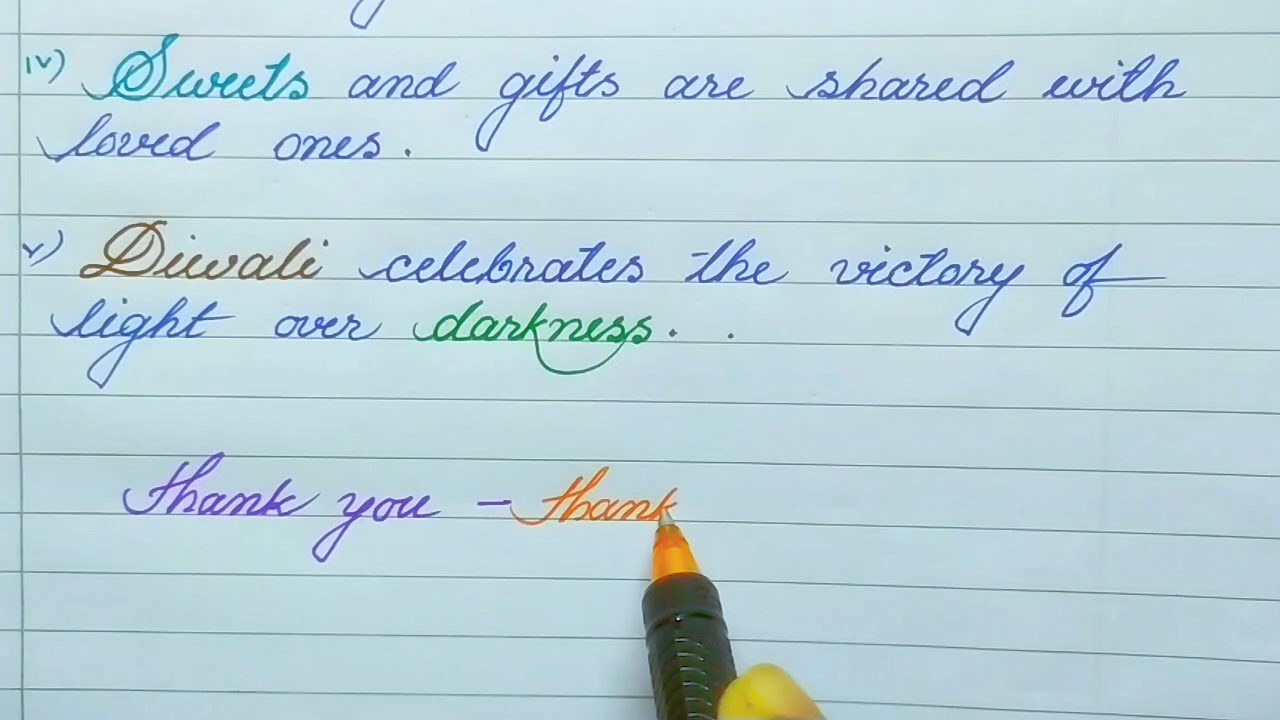 iv) Sweets and gifts are shared with
loved ones.
v) Diwali celebrates the victory of
light over darkness. .
Thank you - Thank